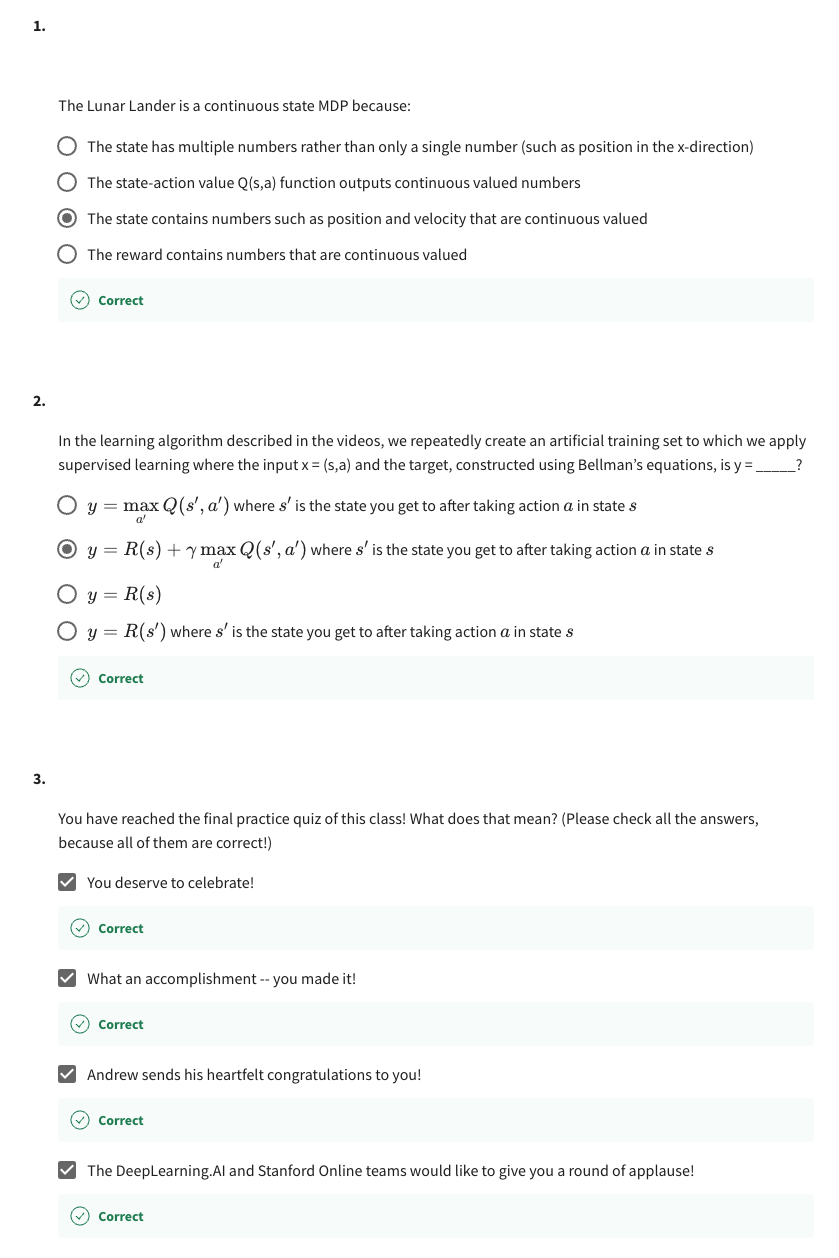 1.
The Lunar Lander is a continuous state MDP because:
The state has multiple numbers rather than only a single number (such as position in the x-direction)
The state-action value Q(s,a) function outputs continuous valued numbers
The state contains numbers such as position and velocity that are continuous valued
The reward contains numbers that are continuous valued
Correct
2.
In the learning algorithm described in the videos, we repeatedly create an artificial training set to which we apply
supervised learning where the input x = (s,a) and the target, constructed using Bellman's equations, is y = _____?
y = max Q(s′, a′) where s′ is the state you get to after taking action a in state s
a′
y = R(s) + γ max Q(s′, a′) where s′ is the state you get to after taking action a in state s
a′
y = R(s)
y = R(s′) where s′ is the state you get to after taking action a in state s
Correct
3.
You have reached the final practice quiz of this class! What does that mean? (Please check all the answers,
because all of them are correct!)
You deserve to celebrate!
Correct
What an accomplishment -- you made it!
Correct
Andrew sends his heartfelt congratulations to you!
Correct
The DeepLearning.AI and Stanford Online teams would like to give you a round of applause!
Correct